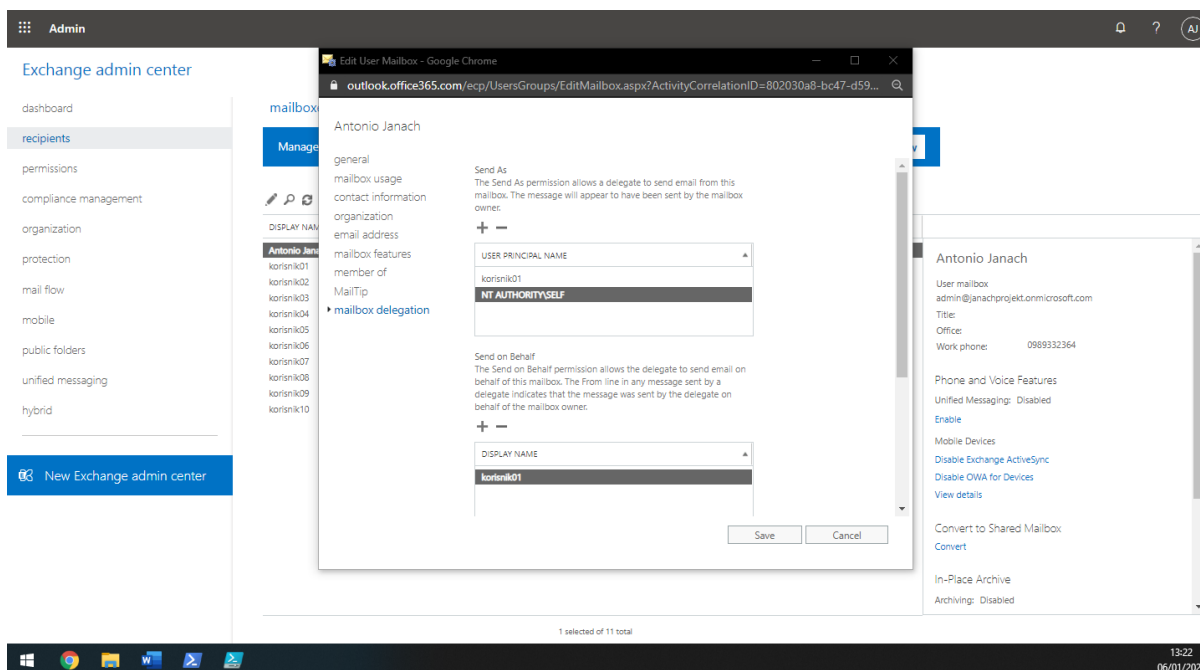 Admin
?
AJ
Exchange admin center
dashboard
recipients
permissions
compliance management
organization
protection
mail flow
mobile
public folders
unified messaging
hybrid
New Exchange admin center
Manage
DISPLAY NAM
Antonio Jana
korisnik01
korisnik02
korisnik03
korisnik04
korisnik05
korisnik06
korisnik07
korisnik08
korisnik09
korisnik10
1 selected of 11 total
Edit User Mailbox - Google Chrome
outlook.office365.com/ecp/UsersGroups/EditMailbox.aspx?ActivityCorrelationID=802030a8-bc47-d59...
Antonio Janach
general
mailbox usage
contact information
organization
email address
mailbox features
member of
MailTip
mailbox delegation
Send As
The Send As permission allows a delegate to send email from this
mailbox. The message will appear to have been sent by the mailbox
owner.
USER PRINCIPAL NAME
korisnik01
NT AUTHORITY\SELF
Send on Behalf
The Send on Behalf permission allows the delegate to send email on
behalf of this mailbox. The From line in any message sent by a
delegate indicates that the message was sent by the delegate on
behalf of the mailbox owner.
DISPLAY NAME
korisnik01
Save
Cancel
Antonio Janach
User mailbox
admin@janachprojekt.onmicrosoft.com
Title:
Office:
Work phone: 0989332364
Phone and Voice Features
Unified Messaging: Disabled
Enable
Mobile Devices
Disable Exchange ActiveSync
Disable OWA for Devices
View details
Convert to Shared Mailbox
Convert
In-Place Archive
Archiving: Disabled
13:22
06/01/202